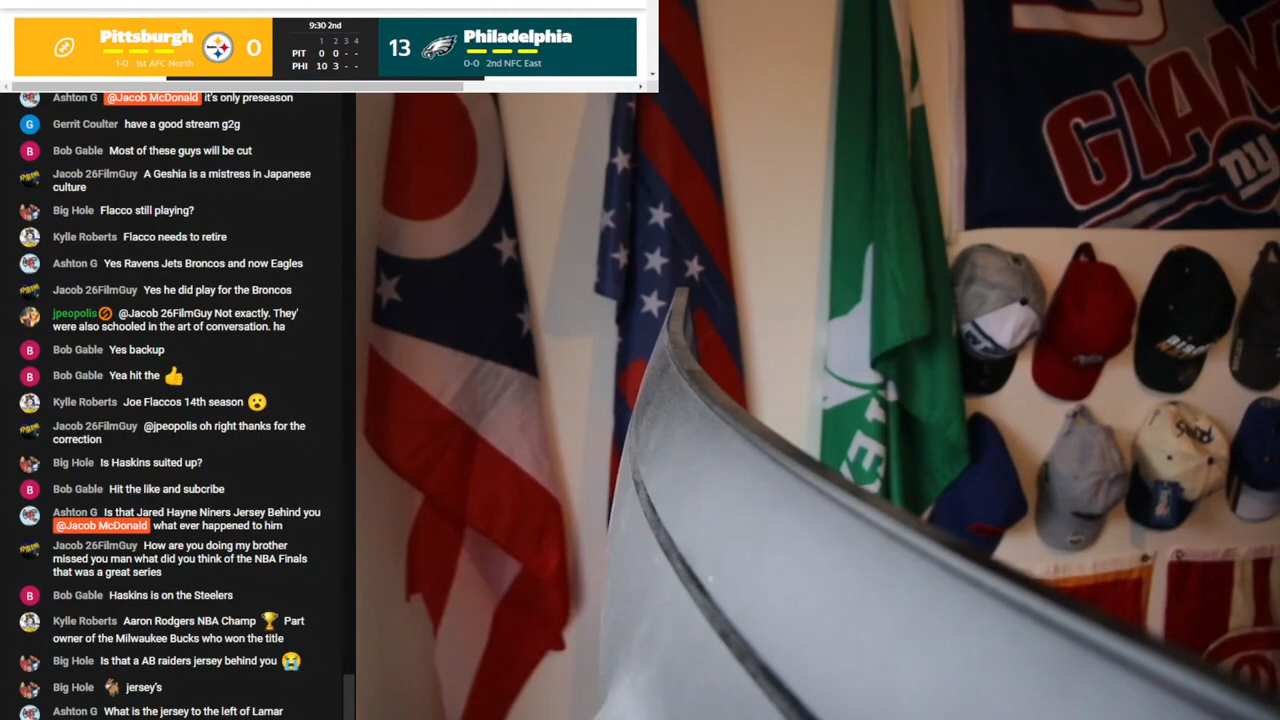 9:30 2nd
Pittsburgh
0
1-0 1st AFC North
1 2 3 4
PIT 0 0 - -
PHI 10 3 - -
13
Philadelphia
0-0 2nd NFC East
Ashton G @Jacob McDonald it's only preseason
G Gerrit Coulter have a good stream g2g
B Bob Gable Most of these guys will be cut
Jacob 26FilmGuy A Geshia is a mistress in Japanese
culture
Big Hole Flacco still playing?
Kylle Roberts Flacco needs to retire
Ashton G Yes Ravens Jets Broncos and now Eagles
Jacob 26FilmGuy Yes he did play for the Broncos
jpeopolis @Jacob 26FilmGuy Not exactly. They'
were also schooled in the art of conversation. ha
B Bob Gable Yes backup
B Bob Gable Yea hit the 👍
Kylle Roberts Joe Flaccos 14th season 😮
Jacob 26FilmGuy @jpeopolis oh right thanks for the
correction
Big Hole Is Haskins suited up?
B Bob Gable Hit the like and subcribe
Ashton G Is that Jared Hayne Niners Jersey Behind you
@Jacob McDonald what ever happened to him
Jacob 26FilmGuy How are you doing my brother
missed you man what did you think of the NBA Finals
that was a great series
B Bob Gable Haskins is on the Steelers
Kylle Roberts Aaron Rodgers NBA Champ 🏆 Part
owner of the Milwaukee Bucks who won the title
Big Hole Is that a AB raiders jersey behind you 😭
Big Hole 🐐 jersey's
Ashton G What is the jersey to the left of Lamar
GIAN
ny